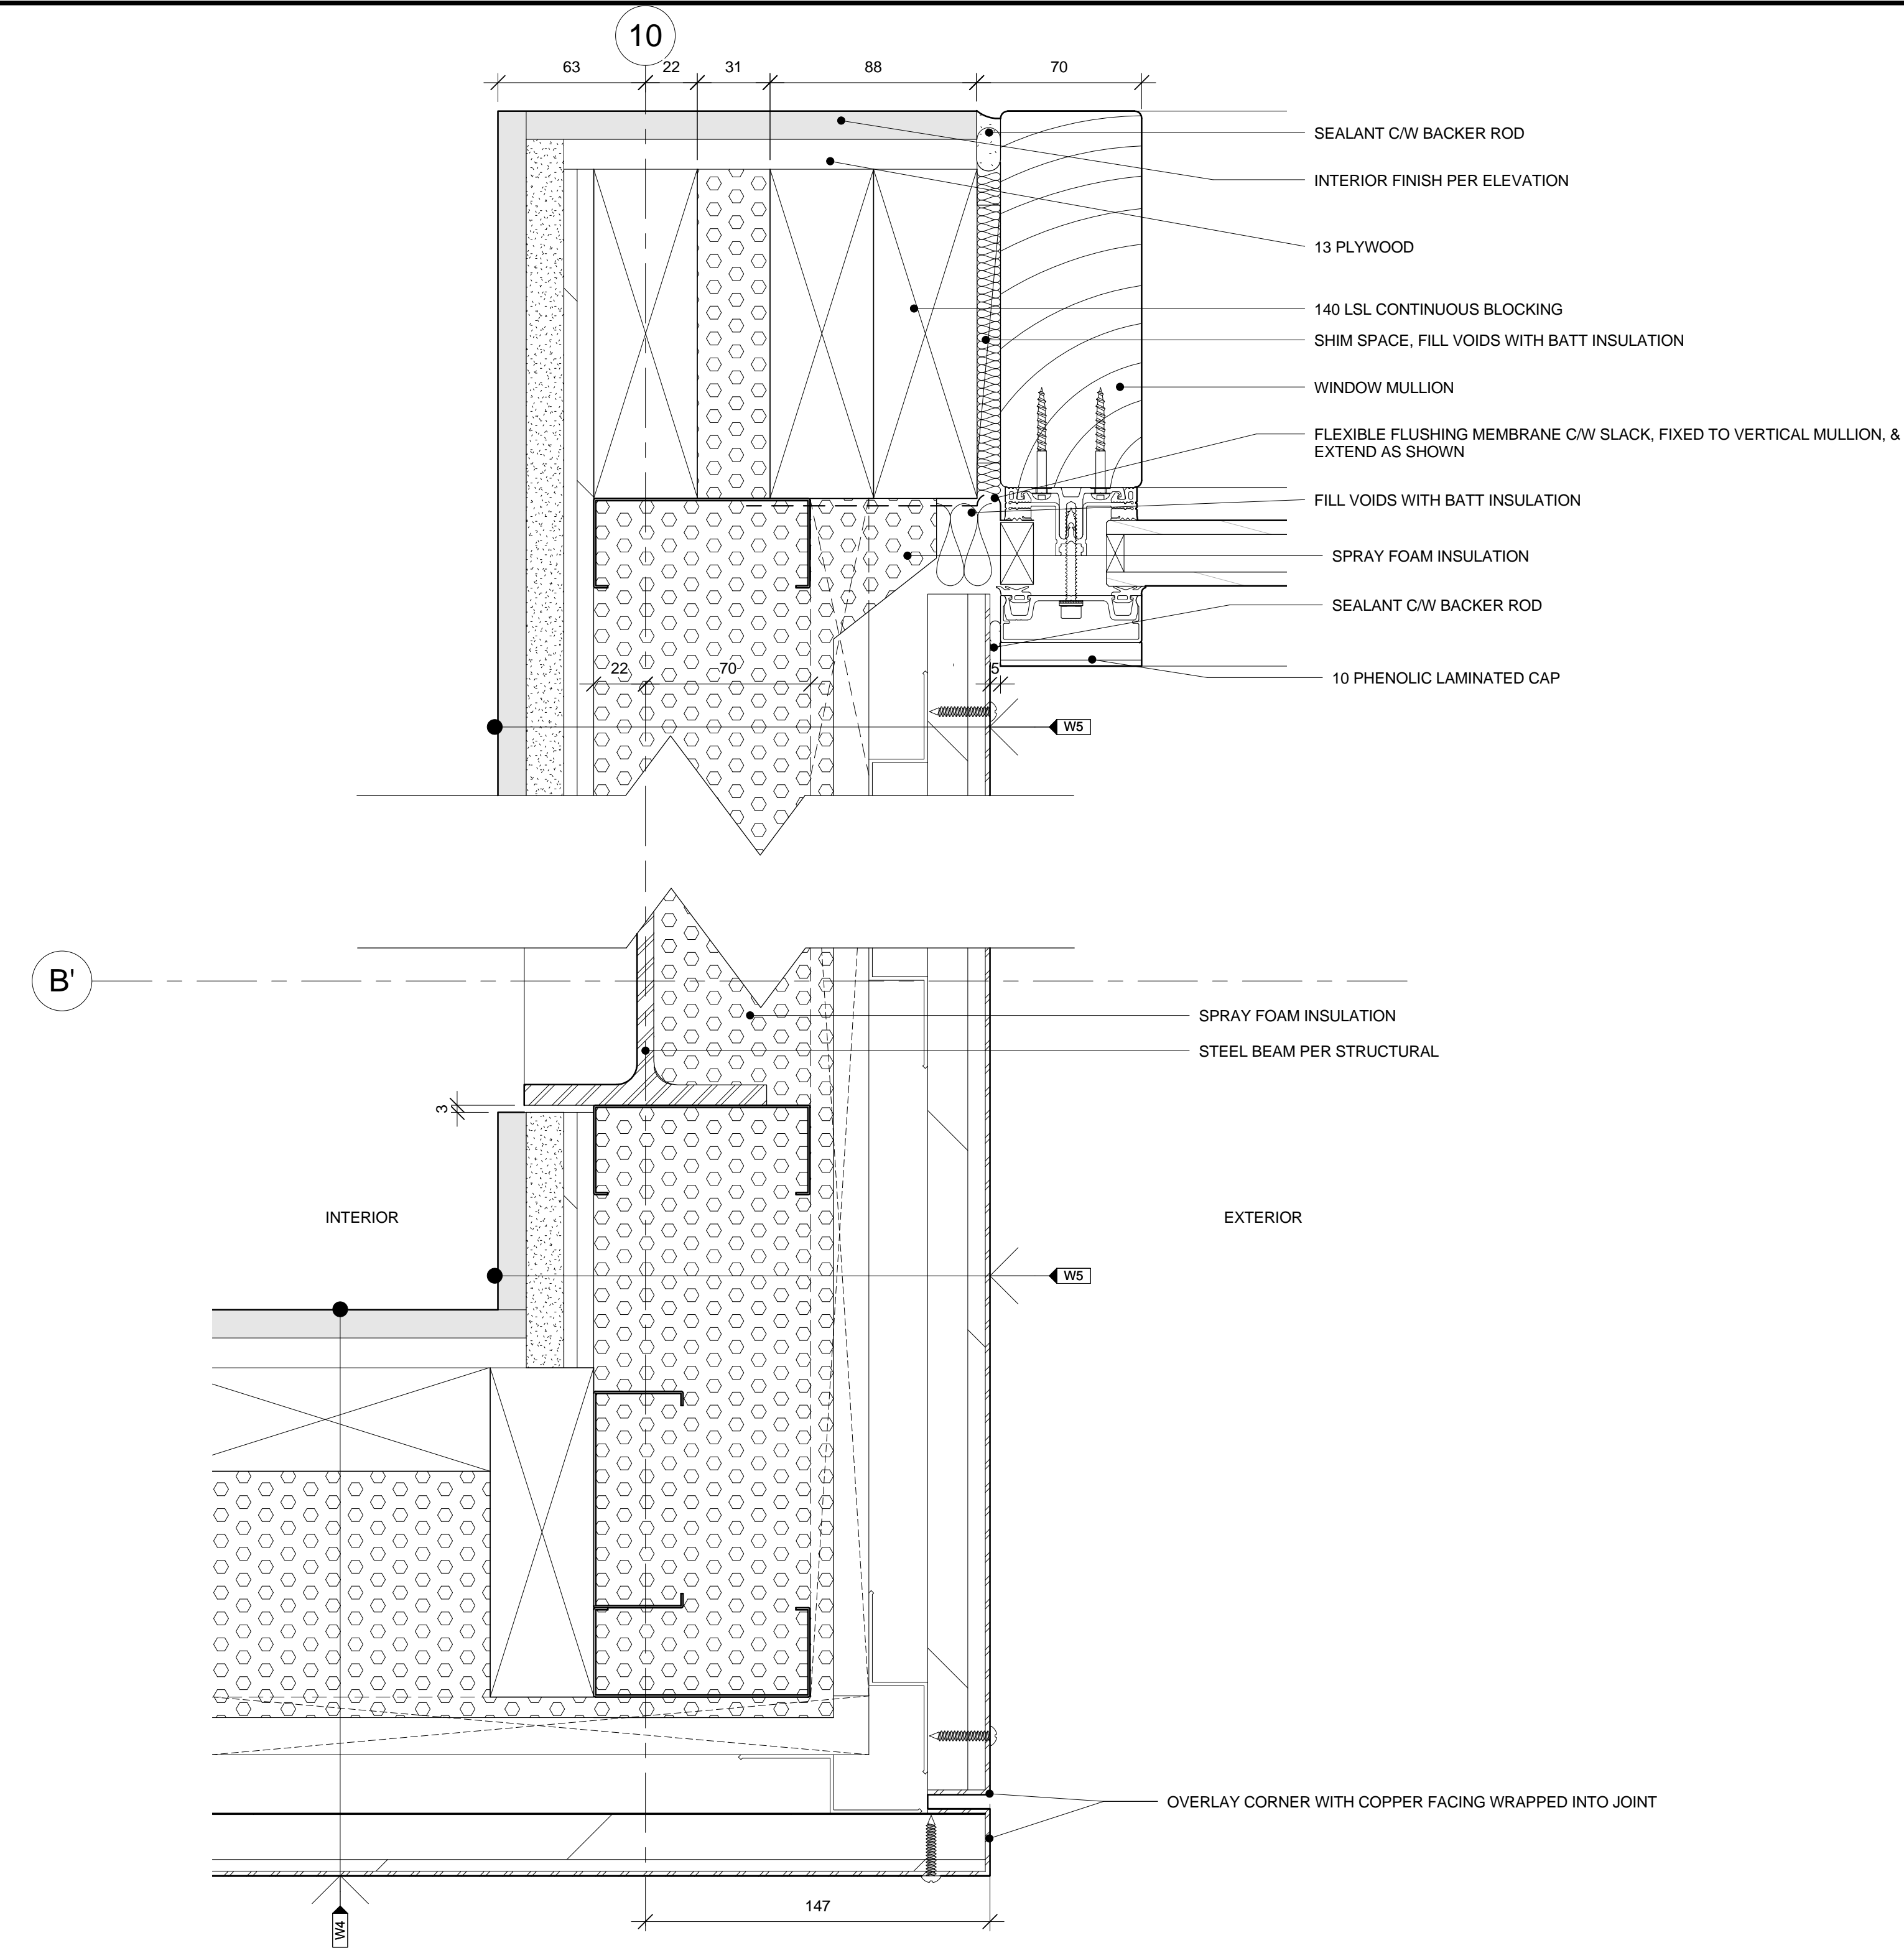 10
63 22 31 88 70
SEALANT C/W BACKER ROD
INTERIOR FINISH PER ELEVATION
13 PLYWOOD
140 LSL CONTINUOUS BLOCKING
SHIM SPACE, FILL VOIDS WITH BATT INSULATION
WINDOW MULLION
FLEXIBLE FLUSHING MEMBRANE C/W SLACK, FIXED TO VERTICAL MULLION, &
EXTEND AS SHOWN
FILL VOIDS WITH BATT INSULATION
SPRAY FOAM INSULATION
SEALANT C/W BACKER ROD
22 70 5
10 PHENOLIC LAMINATED CAP
W5
B'
SPRAY FOAM INSULATION
STEEL BEAM PER STRUCTURAL
3
INTERIOR
EXTERIOR
W5
OVERLAY CORNER WITH COPPER FACING WRAPPED INTO JOINT
147
W4